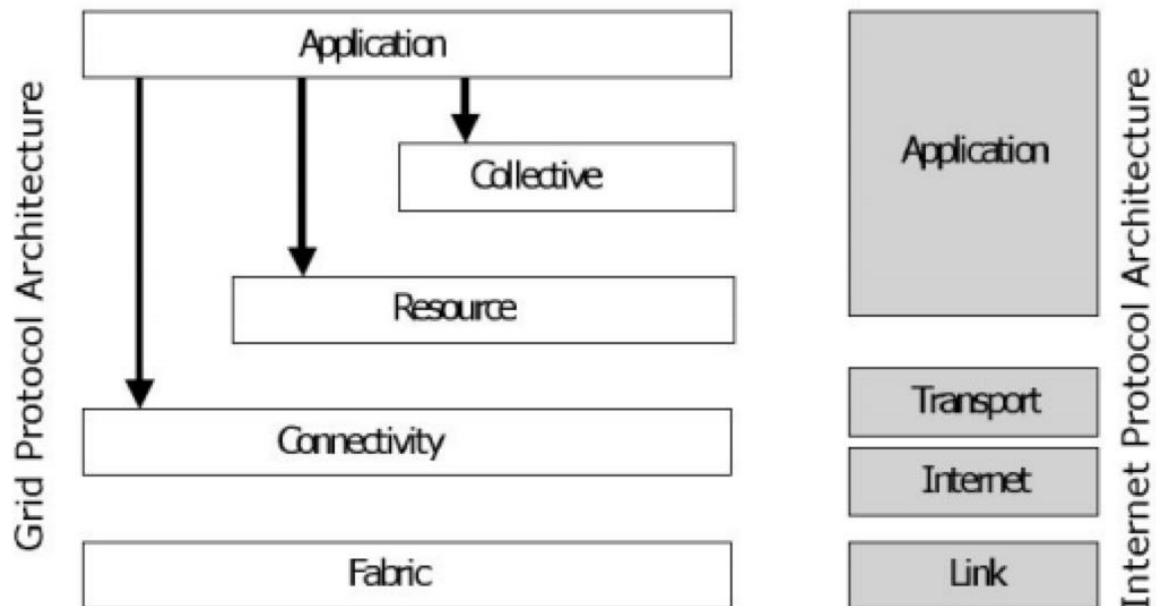 Grid Protocol Architecture
Application
Collective
Resource
Connectivity
Fabric
Application
Transport
Internet
Link
Internet Protocol Architecture